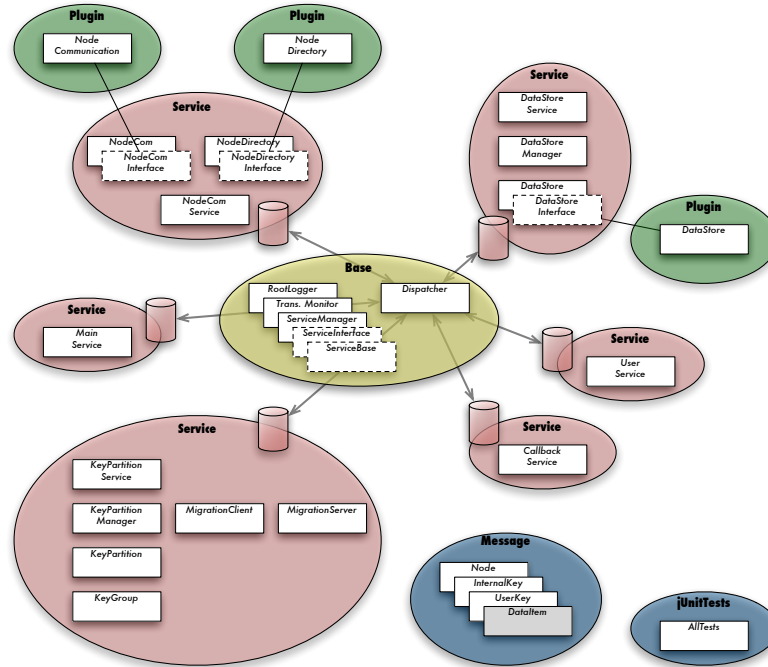 Plugin
Node
Communication
Plugin
Node
Directory
Service
NodeCom
NodeCom
Interface
NodeDirectory
NodeDirectory
Interface
NodeCom
Service
Service
DataStore
Service
DataStore
Manager
DataStore
DataStore
Interface
Plugin
DataStore
Base
RootLogger
Trans. Monitor
ServiceManager
ServiceInterface
ServiceBase
Dispatcher
Service
Main
Service
Service
User
Service
Service
Callback
Service
Service
KeyPartition
Service
KeyPartition
Manager
MigrationClient
MigrationServer
KeyPartition
KeyGroup
Message
Node
InternalKey
UserKey
DataItem
jUnitTests
AllTests